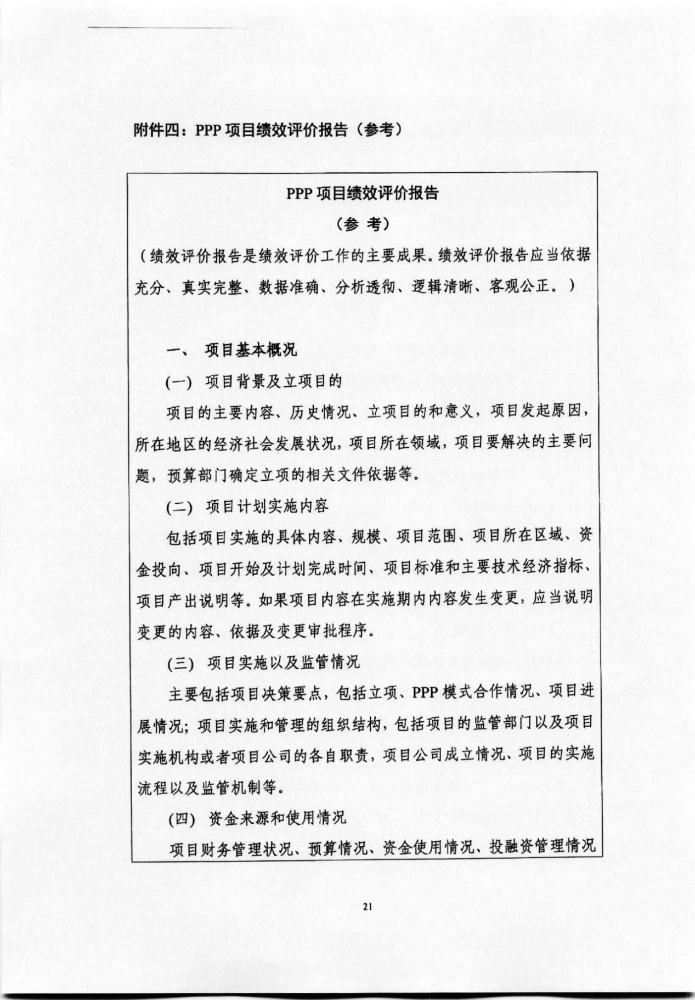 附件四：PPP 项目绩效评价报告（参考）
PPP 项目绩效评价报告
（参 考）
（绩效评价报告是绩效评价工作的主要成果。绩效评价报告应当依据
充分、真实完整、数据准确、分析透彻、逻辑清晰、客观公正。）
一、 项目基本概况
(一) 项目背景及立项目的
项目的主要内容、历史情况、立项目的和意义，项目发起原因，
所在地区的经济社会发展状况，项目所在领域，项目要解决的主要问
题，预算部门确定立项的相关文件依据等。
(二) 项目计划实施内容
包括项目实施的具体内容、规模、项目范围、项目所在区域、资
金投向、项目开始及计划完成时间、项目标准和主要技术经济指标、
项目产出说明等。如果项目内容在实施期内内容发生变更，应当说明
变更的内容、依据及变更审批程序。
(三) 项目实施以及监管情况
主要包括项目决策要点，包括立项、PPP 模式合作情况、项目进
展情况；项目实施和管理的组织结构，包括项目的监管部门以及项目
实施机构或者项目公司的各自职责，项目公司成立情况、项目的实施
流程以及监管机制等。
(四) 资金来源和使用情况
项目财务管理状况、预算情况、资金使用情况、投融资管理情况
21